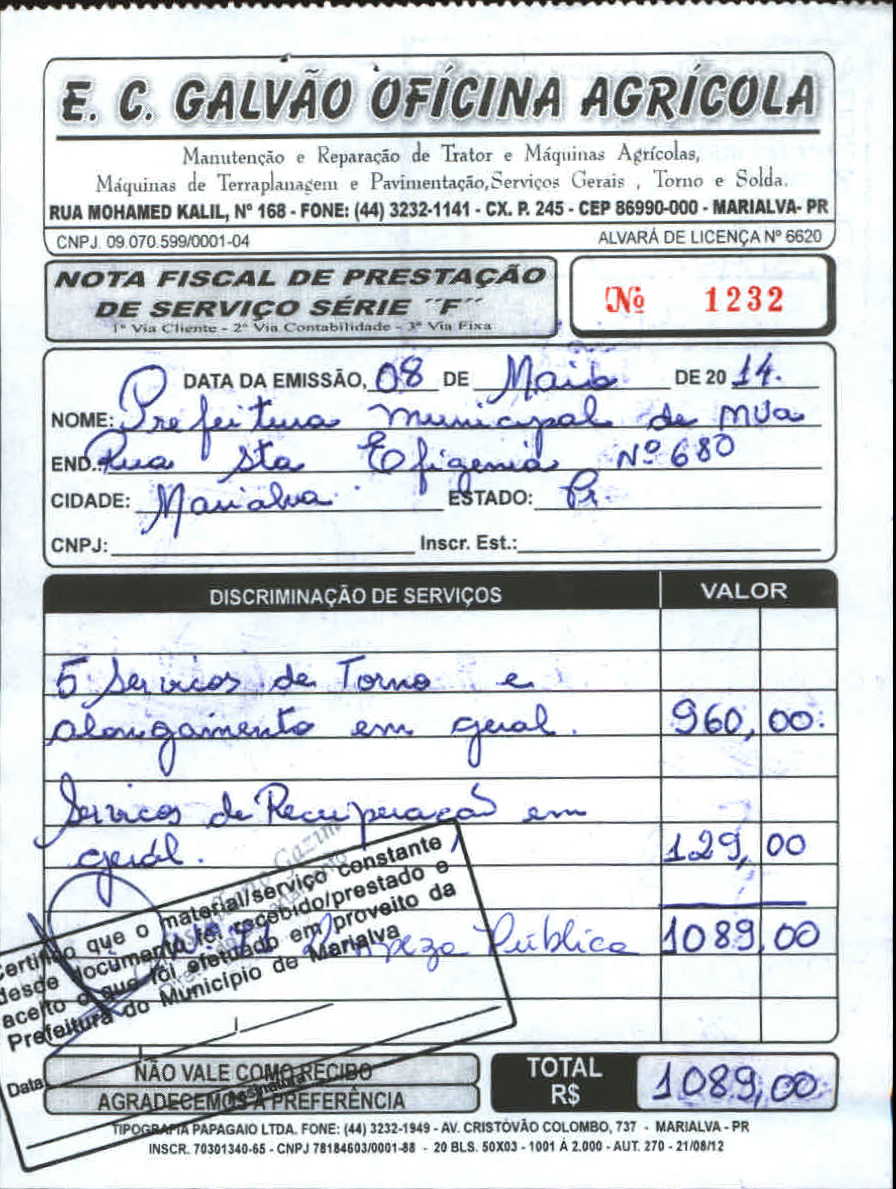 E. C. GALVÃO OFÍCINA AGRÍCOLA
Manutenção e Reparação de Trator e Máquinas Agrícolas,
Máquinas de Terraplanagem e Pavimentação,Serviços Gerais , Torno e Solda.
RUA MOHAMED KALIL, Nº 168 - FONE: (44) 3232-1141 - CX. P. 245 - CEP 86990-000 - MARIALVA- PR
CNPJ. 09.070.599/0001-04 ALVARÁ DE LICENÇA Nº 6620
NOTA FISCAL DE PRESTAÇÃO
DE SERVIÇO SÉRIE "F"
1ª Via Cliente - 2ª Via Contabilidade - 3ª Via Fixa
Nº 1232
DATA DA EMISSÃO, 08 DE Maio DE 20 14.
NOME: Prefeitura municipal de MVa
END.: Rua Sta Efigenia Nº 680
CIDADE: Marialva ESTADO: Pr.
CNPJ: Inscr. Est.:
DISCRIMINAÇÃO DE SERVIÇOS VALOR
5 Serviços de Torno e
alongamento em geral. 960,00
Serviços de Recuperação em
geral. 129,00
Limpeza Pública 1089,00
Certifico que o material/serviço constante
desde documento foi recebido/prestado e
aceito o que foi efetuado em proveito da
Prefeitura do Município de Marialva
Data
Assinatura
NÃO VALE COMO RECIBO
AGRADECEMOS A PREFERÊNCIA
TOTAL
R$ 1089,00
TIPOGRAFIA PAPAGAIO LTDA. FONE: (44) 3232-1949 - AV. CRISTÓVÃO COLOMBO, 737 - MARIALVA - PR
INSCR. 70301340-65 - CNPJ 78184603/0001-88 - 20 BLS. 50X03 - 1001 Á 2.000 - AUT. 270 - 21/08/12